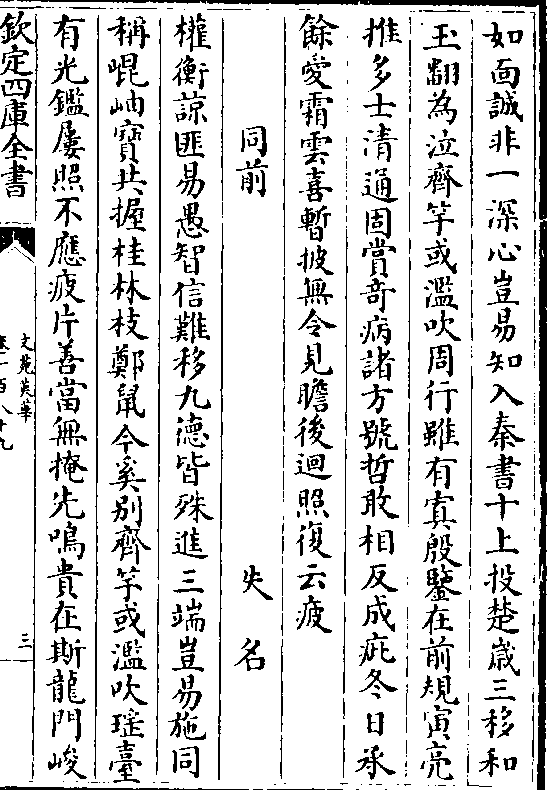 如面誠非一深心豈易知入秦書十上投楚歲三移和
玉翻為泣齊竽或濫吹周行雖有寘殷鑒在前規寅亮
推多士清通固賞奇病諸方號哲敢相反成疵冬日承
餘愛霜雲喜暫披無令見瞻後迴照復云疲
同前 失名
權衡諒匪易愚智信難移九德皆殊進三端豈易施同
稱崐岫寶共握桂林枝鄭鼠今奚别齊竽或濫吹瑶臺
有光鑑屢照不應疲片善當無掩先鳴貴在斯龍門峻
欽定四庫全書
文苑英華
卷一百八十九
三